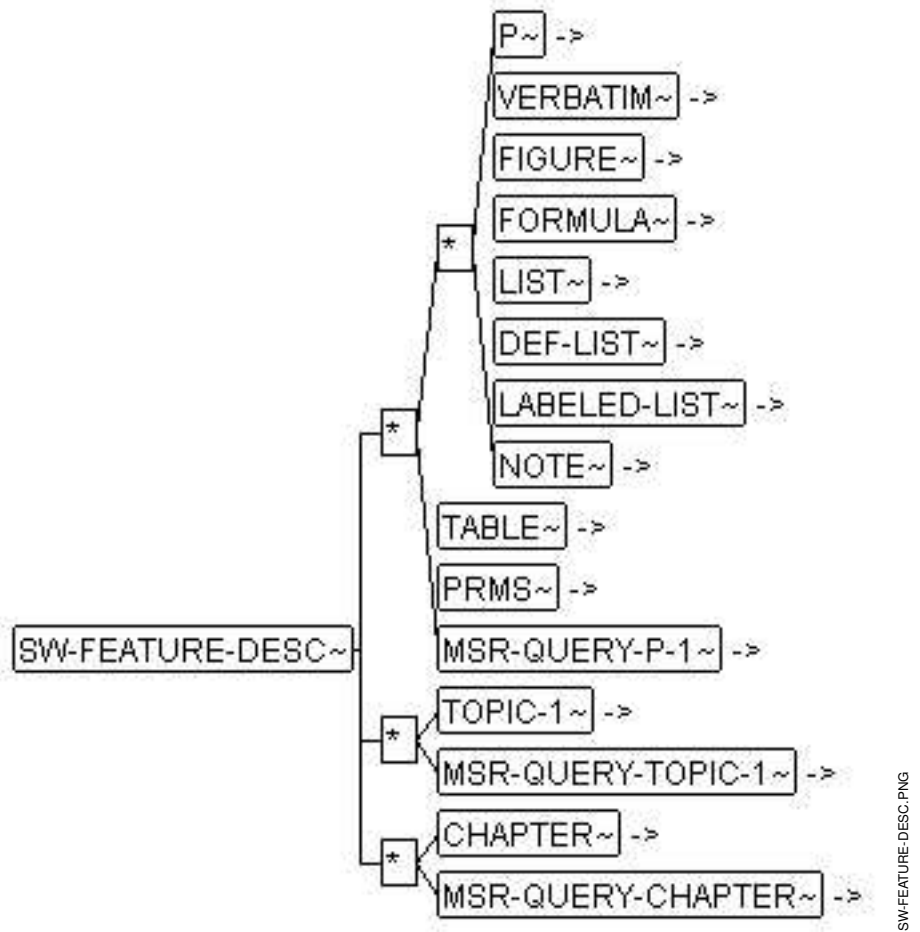 P~ ->
VERBATIM~ ->
FIGURE~ ->
FORMULA~ ->
*
LIST~ ->
DEF-LIST~ ->
LABELED-LIST~ ->
*
NOTE~ ->
TABLE~ ->
PRMS~ ->
SW-FEATURE-DESC~
MSR-QUERY-P-1~ ->
TOPIC-1~ ->
*
MSR-QUERY-TOPIC-1~ ->
CHAPTER~ ->
*
MSR-QUERY-CHAPTER~ ->
SW-FEATURE-DESC.PNG